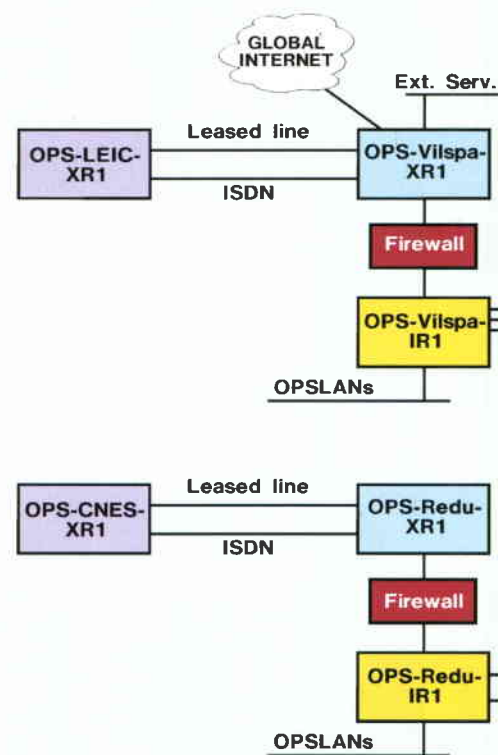 GLOBAL
INTERNET
Ext. Serv.
Leased line
OPS-LEIC-
XR1
OPS-Vilspa-
XR1
ISDN
Firewall
OPS-Vilspa-
IR1
OPSLANs
Leased line
OPS-CNES-
XR1
OPS-Redu-
XR1
ISDN
Firewall
OPS-Redu-
IR1
OPSLANs